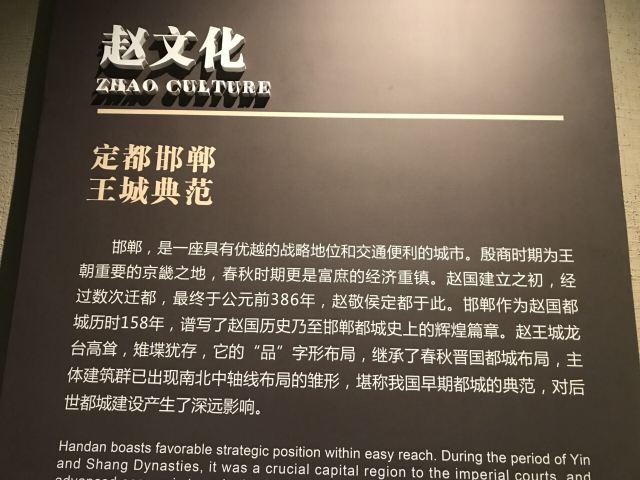 赵文化
ZHAO CULTURE
定都邯郸
王城典范
邯郸，是一座具有优越的战略地位和交通便利的城市。殷商时期为王
朝重要的京畿之地，春秋时期更是富庶的经济重镇。赵国建立之初，经
过数次迁都，最终于公元前386年，赵敬侯定都于此。邯郸作为赵国都
城历时158年，谱写了赵国历史乃至邯郸都城史上的辉煌篇章。赵王城龙
台高耸，雉堞犹存，它的“品”字形布局，继承了春秋晋国都城布局，主
体建筑群已出现南北中轴线布局的雏形，堪称我国早期都城的典范，对后
世都城建设产生了深远影响。
Handan boasts favorable strategic position within easy reach. During the period of Yin
and Shang Dynasties, it was a crucial capital region to the imperial courts, and